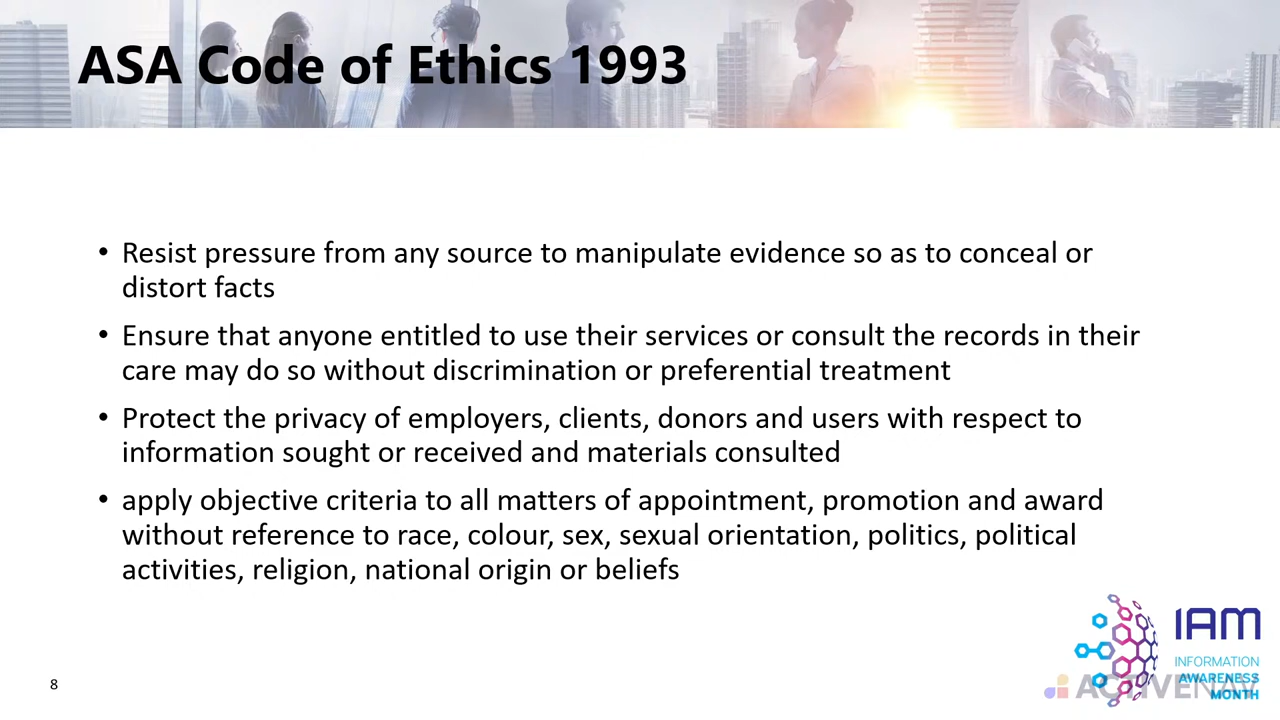 ASA Code of Ethics 1993
• Resist pressure from any source to manipulate evidence so as to conceal or
distort facts
• Ensure that anyone entitled to use their services or consult the records in their
care may do so without discrimination or preferential treatment
• Protect the privacy of employers, clients, donors and users with respect to
information sought or received and materials consulted
• apply objective criteria to all matters of appointment, promotion and award
without reference to race, colour, sex, sexual orientation, politics, political
activities, religion, national origin or beliefs
8
IAM
INFORMATION
AWARENESS
MONTH
ACTIVENAV